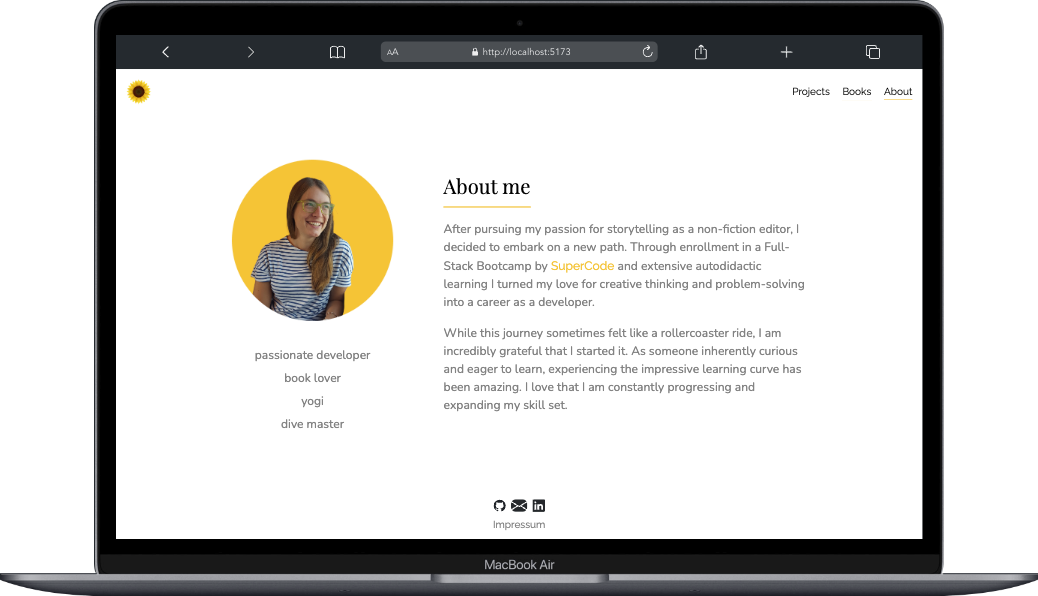 AA
http://localhost:5173
Projects Books About
About me
After pursuing my passion for storytelling as a non-fiction editor, I
decided to embark on a new path. Through enrollment in a Full-
Stack Bootcamp by SuperCode and extensive autodidactic
learning I turned my love for creative thinking and problem-solving
into a career as a developer.
While this journey sometimes felt like a rollercoaster ride, I am
incredibly grateful that I started it. As someone inherently curious
and eager to learn, experiencing the impressive learning curve has
been amazing. I love that I am constantly progressing and
expanding my skill set.
passionate developer
book lover
yogi
dive master
in
Impressum
MacBook Air